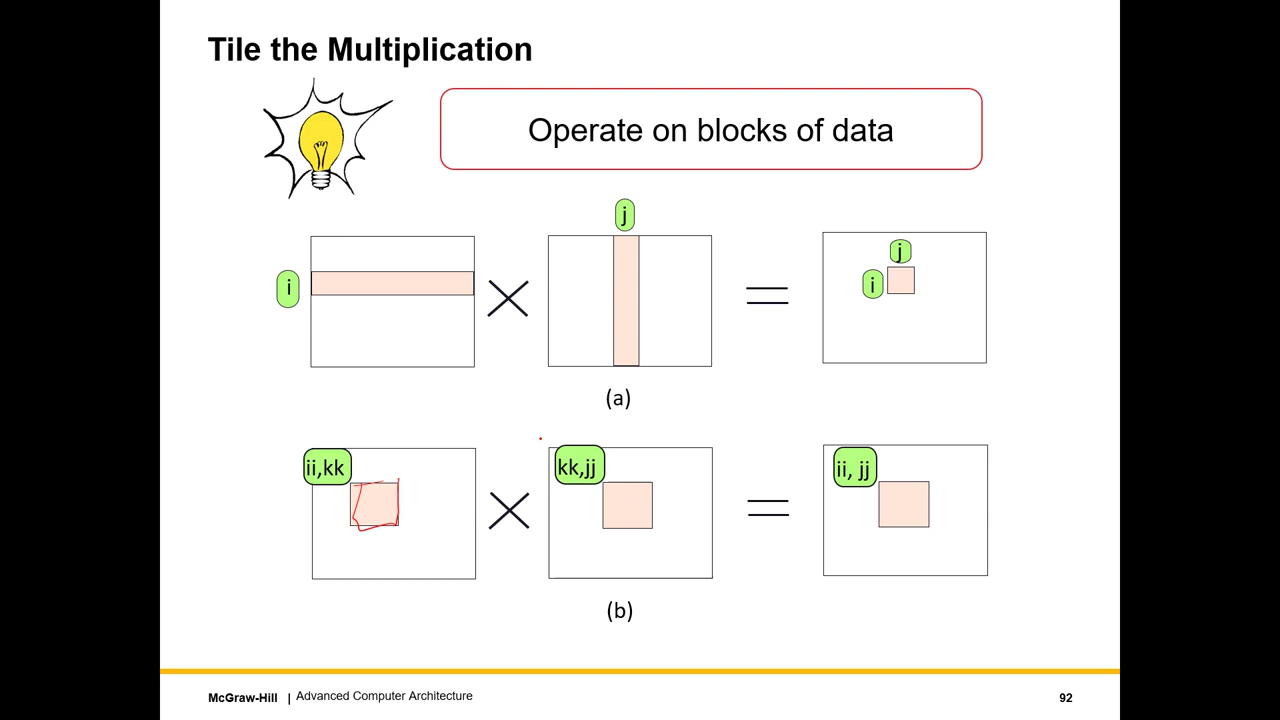 Tile the Multiplication
Operate on blocks of data
j
i
j
i
(a)
ii,kk
kk,jj
ii, jj
(b)
McGraw-Hill | Advanced Computer Architecture
92